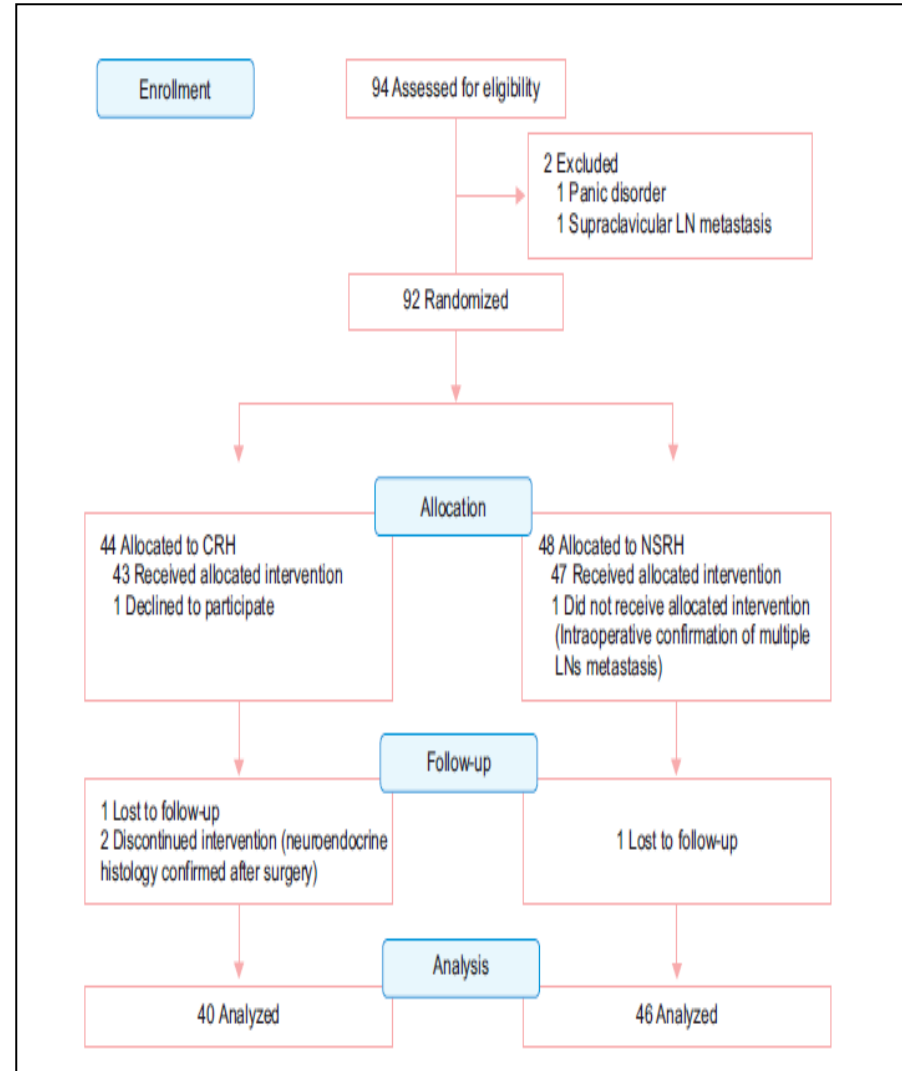 Enrollment
94 Assessed for eligibility
2 Excluded
1 Panic disorder
1 Supraclavicular LN metastasis
92 Randomized
Allocation
44 Allocated to CRH
43 Received allocated intervention
1 Declined to participate
48 Allocated to NSRH
47 Received allocated intervention
1 Did not receive allocated intervention
(Intraoperative confirmation of multiple
LNs metastasis)
Follow-up
1 Lost to follow-up
2 Discontinued intervention (neuroendocrine
histology confirmed after surgery)
1 Lost to follow-up
Analysis
40 Analyzed
46 Analyzed